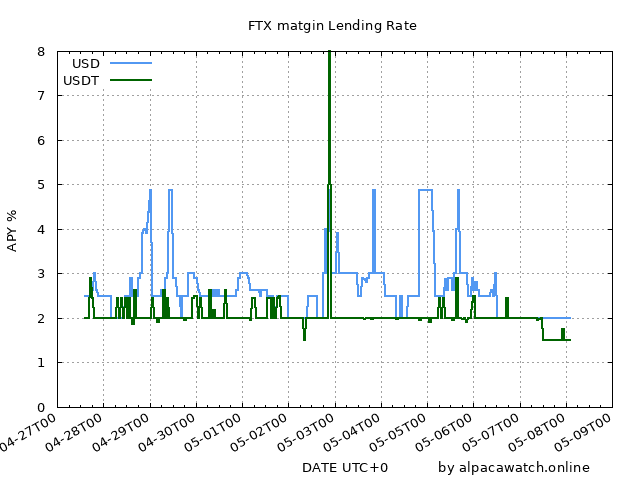 FTX matgin Lending Rate
USD
USDT
8
7
6
5
4
3
2
1
0
APY %
04-27T00
04-28T00
04-29T00
04-30T00
05-01T00
05-02T00
05-03T00
05-04T00
05-05T00
05-06T00
05-07T00
05-08T00
05-09T00
DATE UTC+0 by alpacawatch.online